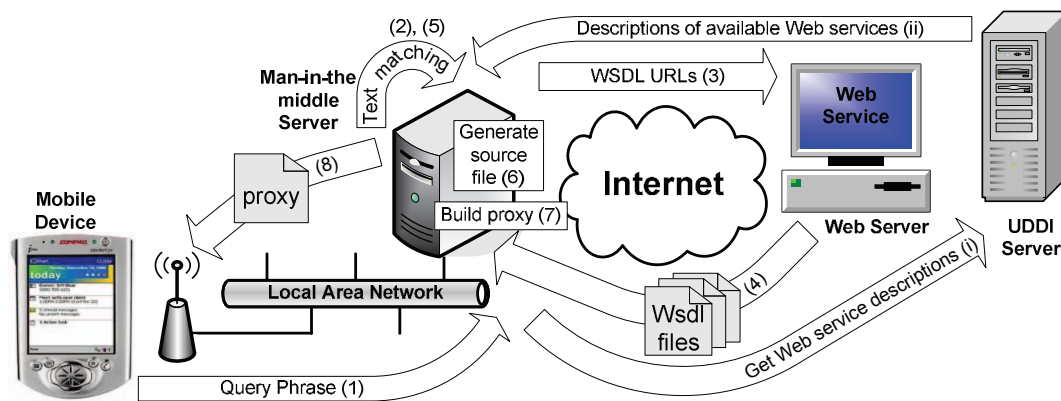 (2), (5)
Text matching
Descriptions of available Web services (ii)
Man-in-the
middle
Server
WSDL URLs (3)
Web
Service
Generate
source
file (6)
Build proxy (7)
Internet
(8)
proxy
Mobile
Device
COMPAQ
today
Web Server
UDDI
Server
Local Area Network
(4)
Wsdl
files
Get Web service descriptions (i)
Query Phrase (1)